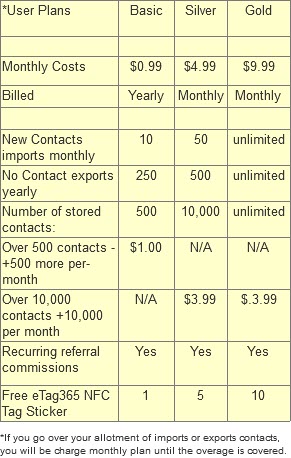 *User Plans Basic Silver Gold
Monthly Costs $0.99 $4.99 $9.99
Billed Yearly Monthly Monthly
New Contacts
imports monthly 10 50 unlimited
No Contact exports
yearly 250 500 unlimited
Number of stored
contacts: 500 10,000 unlimited
Over 500 contacts - $1.00 N/A N/A
+500 more per-
month
Over 10,000 N/A $3.99 $.3.99
contacts +10,000
per month
Recurring referral Yes Yes Yes
commissions
Free eTag365 NFC 1 5 10
Tag Sticker
*If you go over your allotment of imports or exports contacts,
you will be charge monthly plan until the overage is covered.